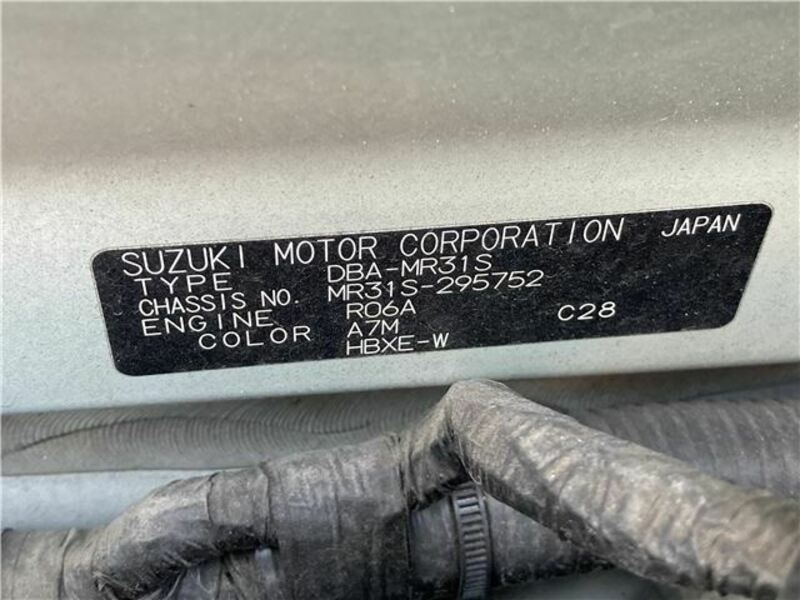 SUZUKI MOTOR CORPORATION JAPAN
TYPE DBA-MR31S
CHASSIS NO. MR31S-295752
ENGINE R06A C28
COLOR A7M
HBXE-W